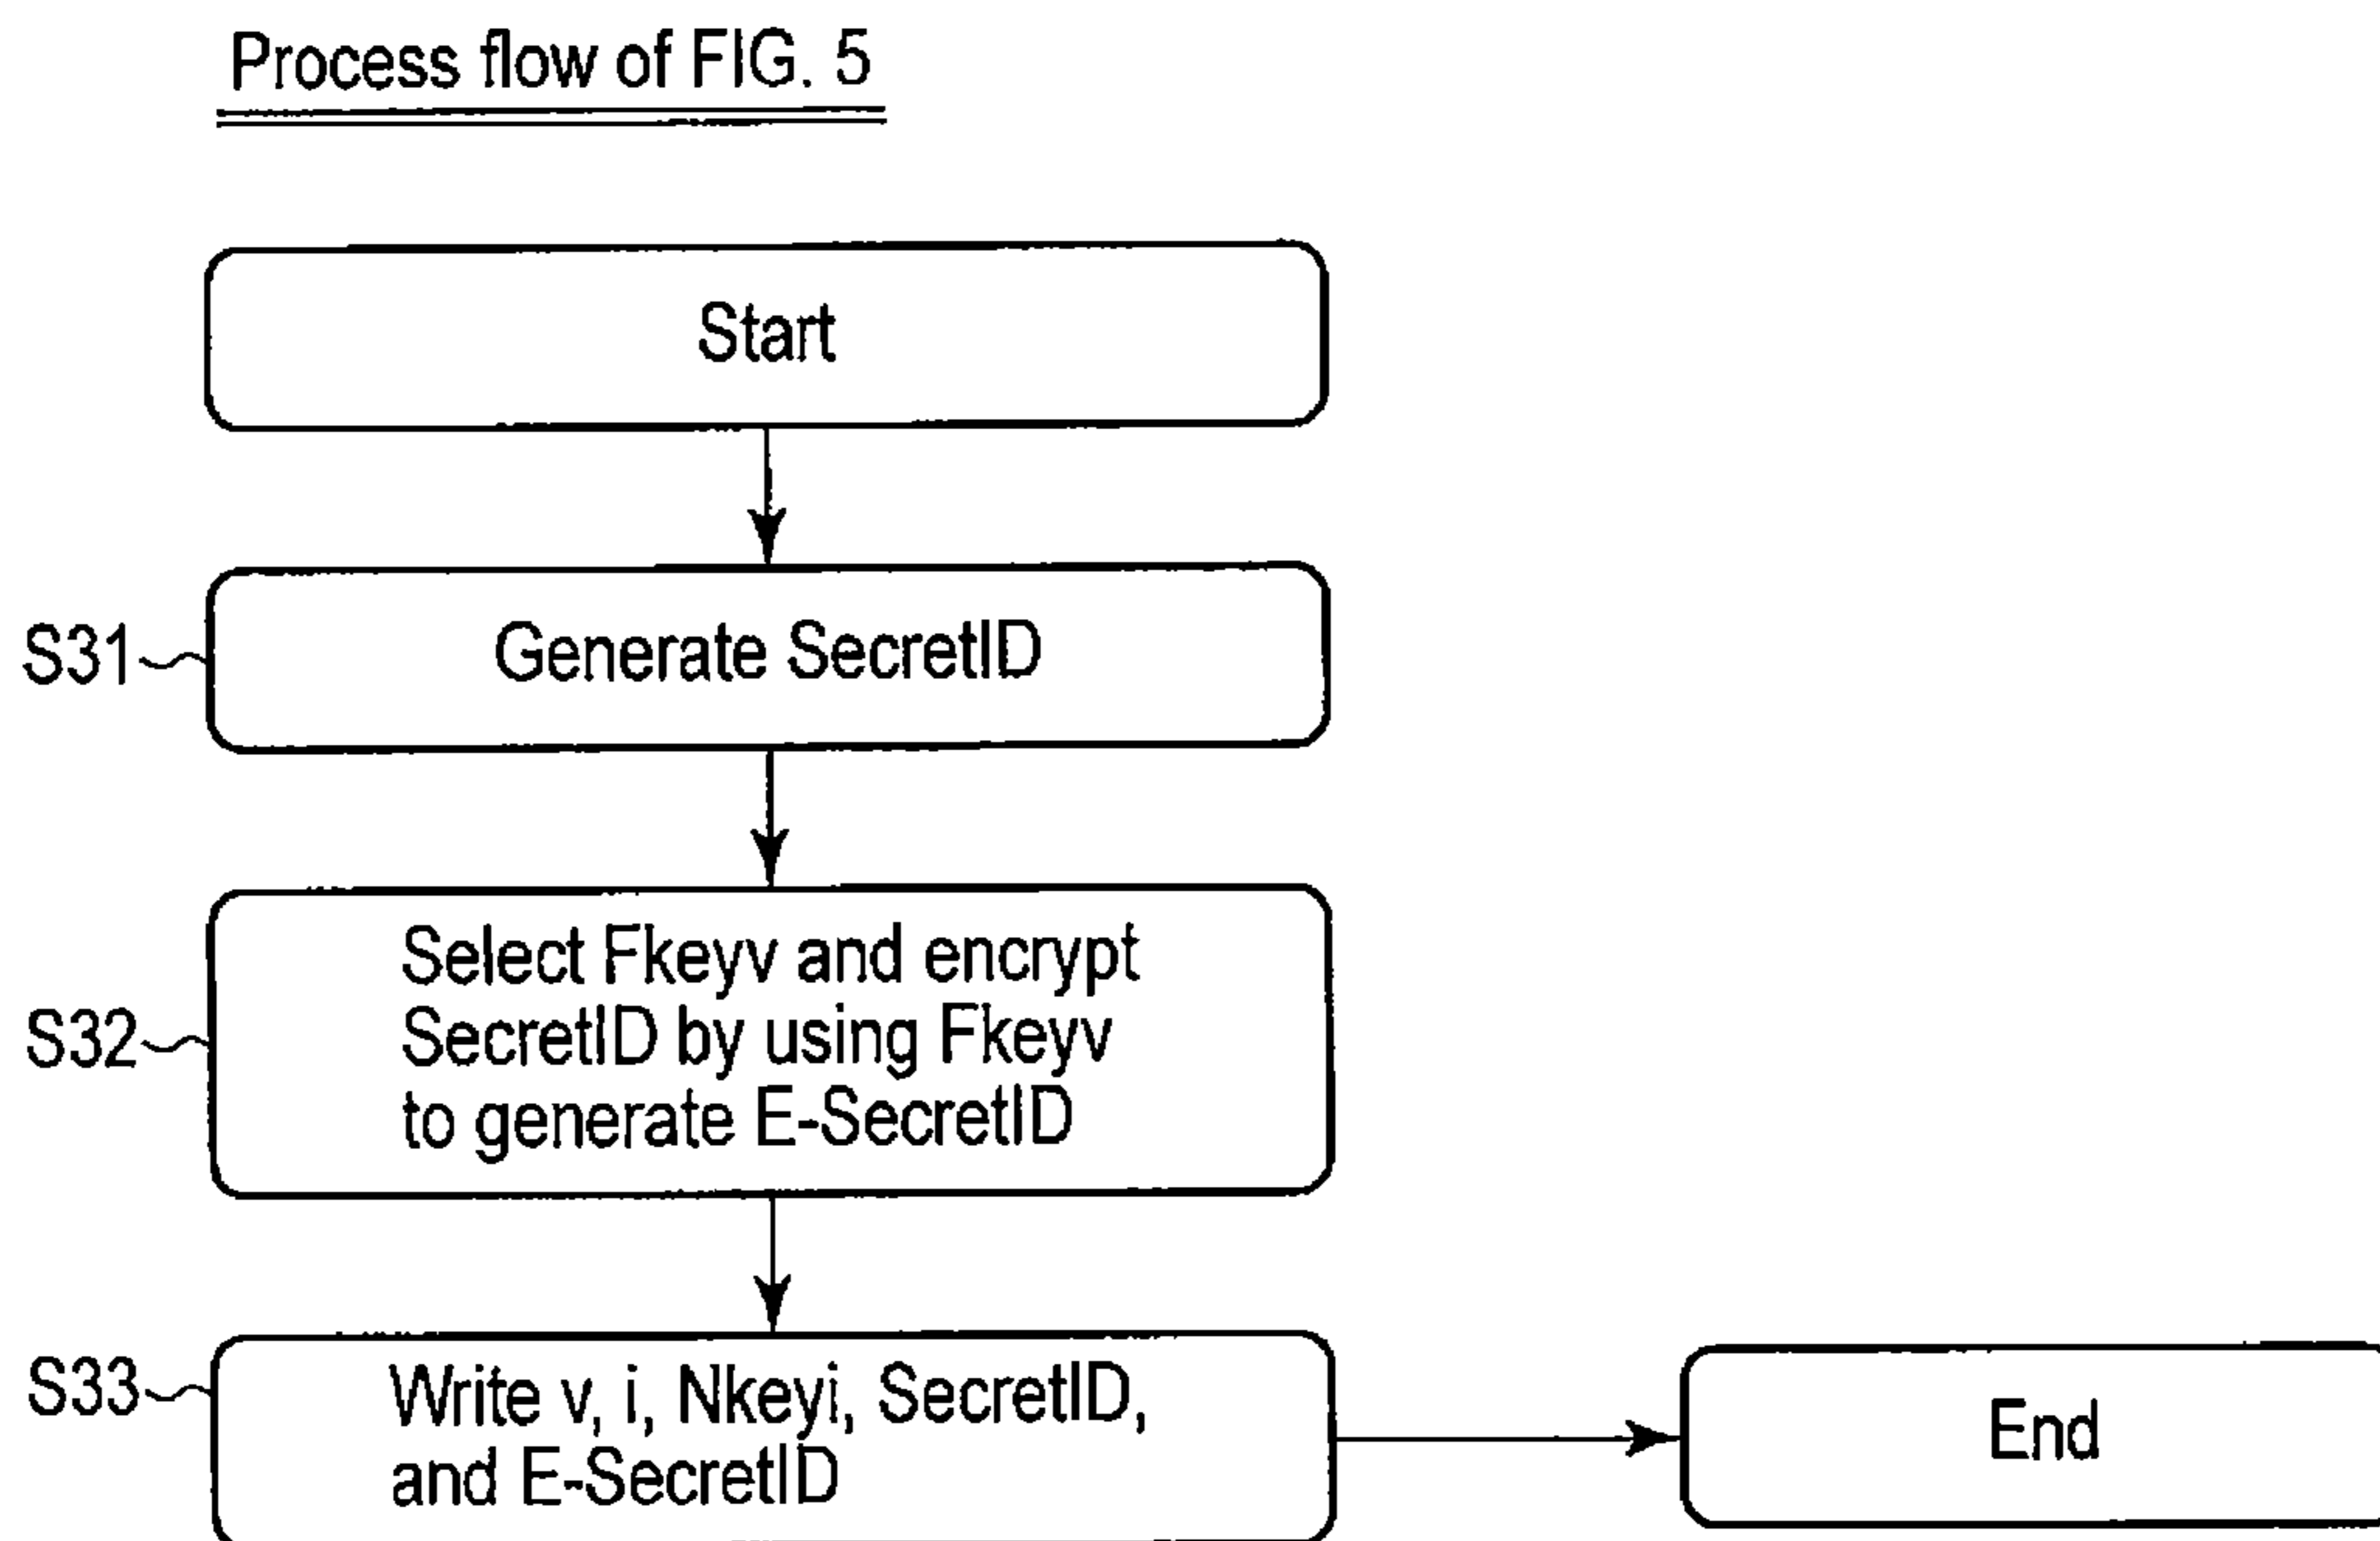 Process flow of FIG. 5
Start
S31
Generate SecretID
S32
Select Fkeyv and encrypt
SecretID by using Fkeyv
to generate E-SecretID
S33
Write v, i, Nkeyi, SecretID,
and E-SecretID
End